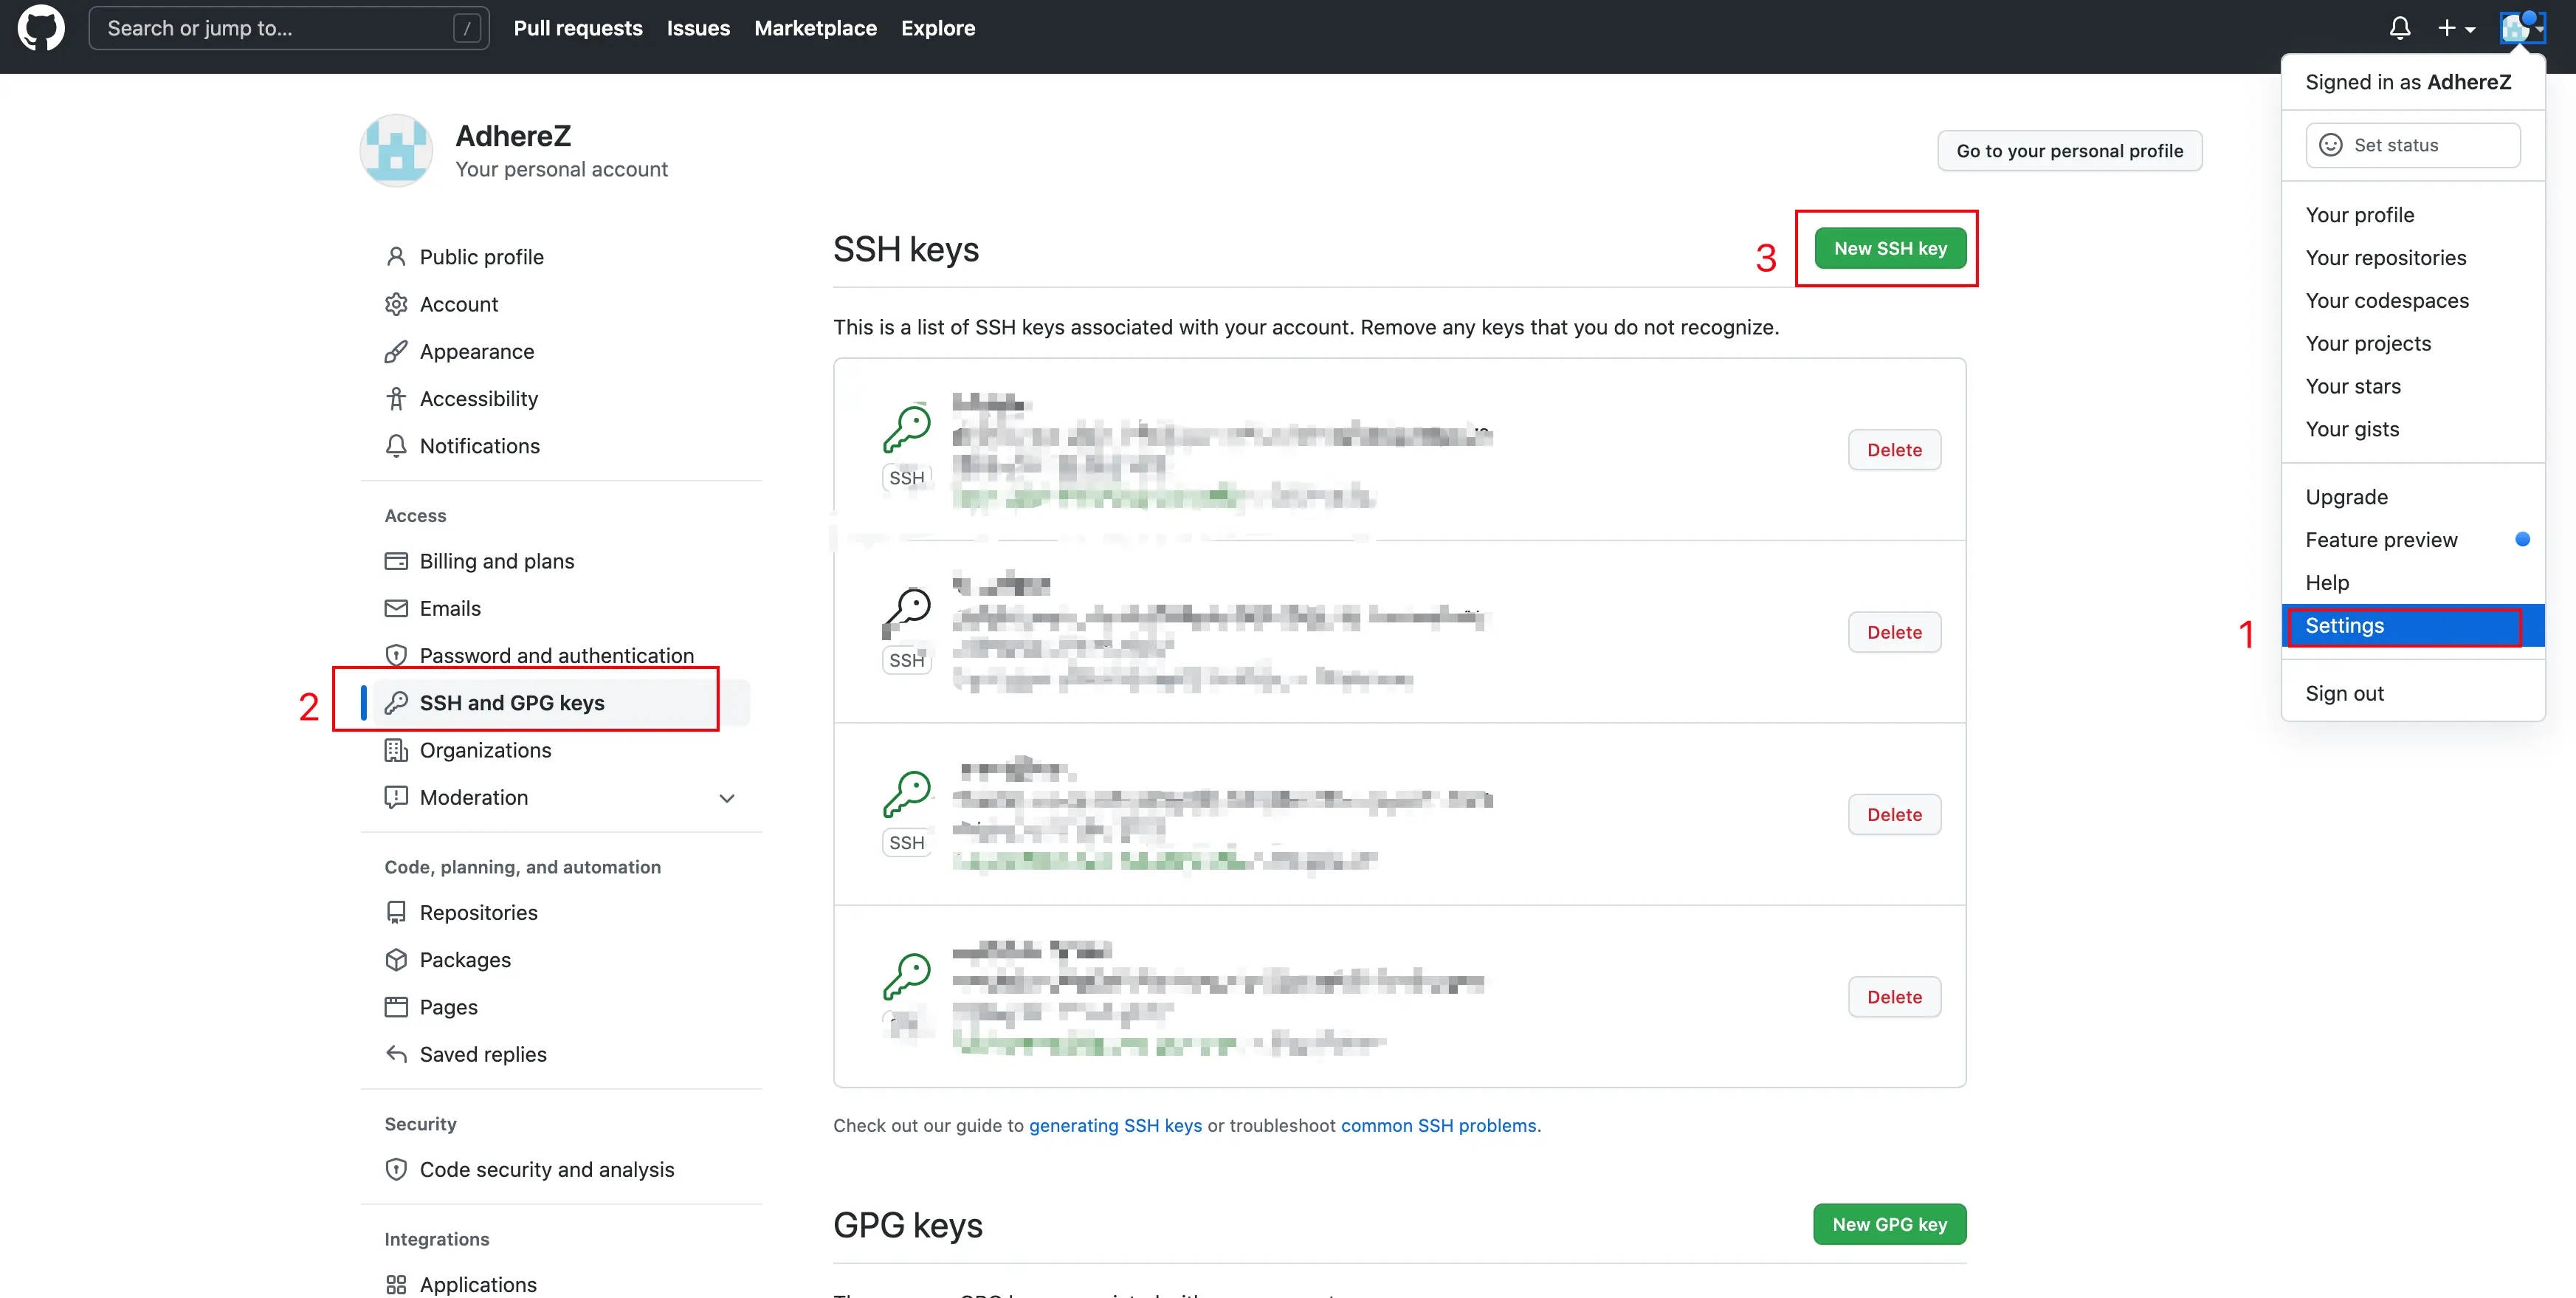 Search or jump to... /
Pull requests
Issues
Marketplace
Explore
Signed in as AdhereZ
Set status
Your profile
Your repositories
Your codespaces
Your projects
Your stars
Your gists
Upgrade
Feature preview
Help
1
Settings
Sign out
AdhereZ
Your personal account
Go to your personal profile
Public profile
Account
Appearance
Accessibility
Notifications
Access
Billing and plans
Emails
Password and authentication
2
SSH and GPG keys
Organizations
Moderation
Code, planning, and automation
Repositories
Packages
Pages
Saved replies
Security
Code security and analysis
Integrations
Applications
SSH keys
3
New SSH key
This is a list of SSH keys associated with your account. Remove any keys that you do not recognize.
SSH
Delete
SSH
Delete
SSH
Delete
Delete
Check out our guide to generating SSH keys or troubleshoot common SSH problems.
GPG keys
New GPG key